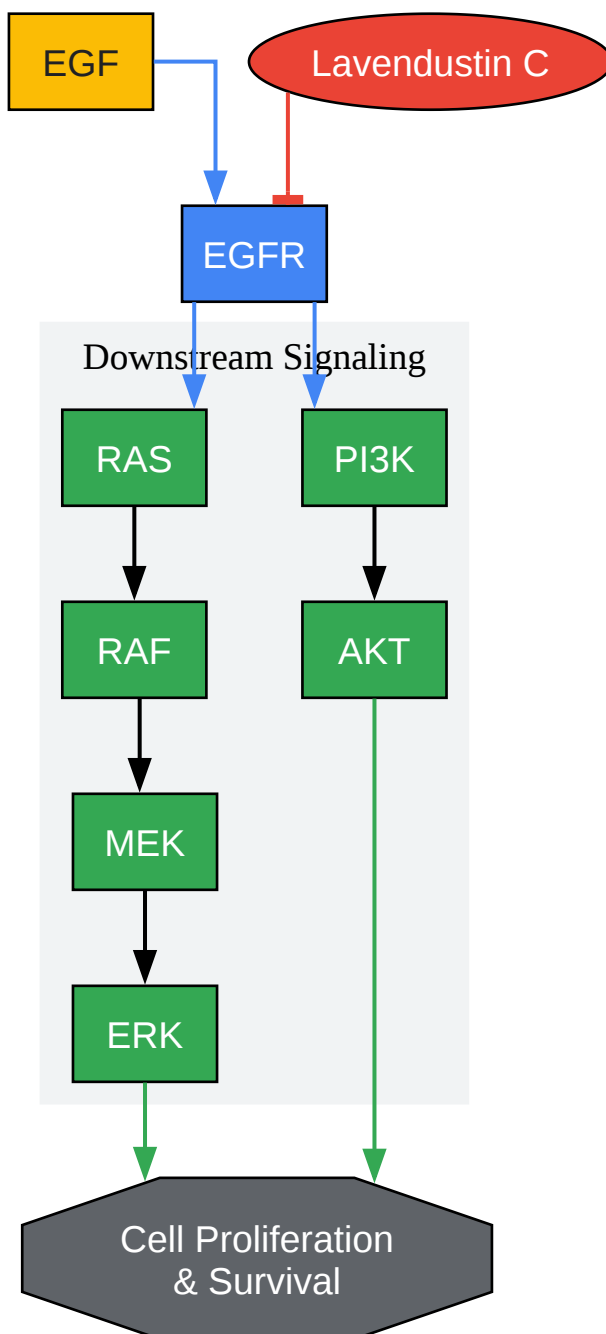 EGF
Lavendustin C
EGFR
Downstream Signaling
RAS
PI3K
RAF
AKT
MEK
ERK
Cell Proliferation
& Survival